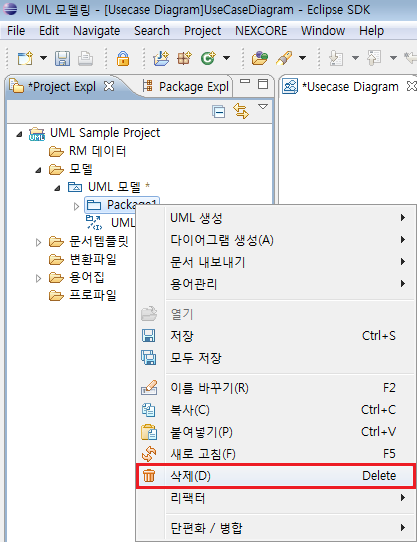 UML 모델링 - [Usecase Diagram]UseCaseDiagram - Eclipse SDK
File Edit Navigate Search Project NEXCORE Window Help
*Project Expl Package Expl *Usecase Diagram
UML Sample Project
RM 데이터
모델
UML 모델 *
Package1
UML
문서템플릿
변환파일
용어집
프로파일
UML 생성
다이어그램 생성(A)
문서 내보내기
용어관리
열기
저장 Ctrl+S
모두 저장
이름 바꾸기(R) F2
복사(C) Ctrl+C
붙여넣기(P) Ctrl+V
새로 고침(F) F5
삭제(D) Delete
리팩터
단편화 / 병합